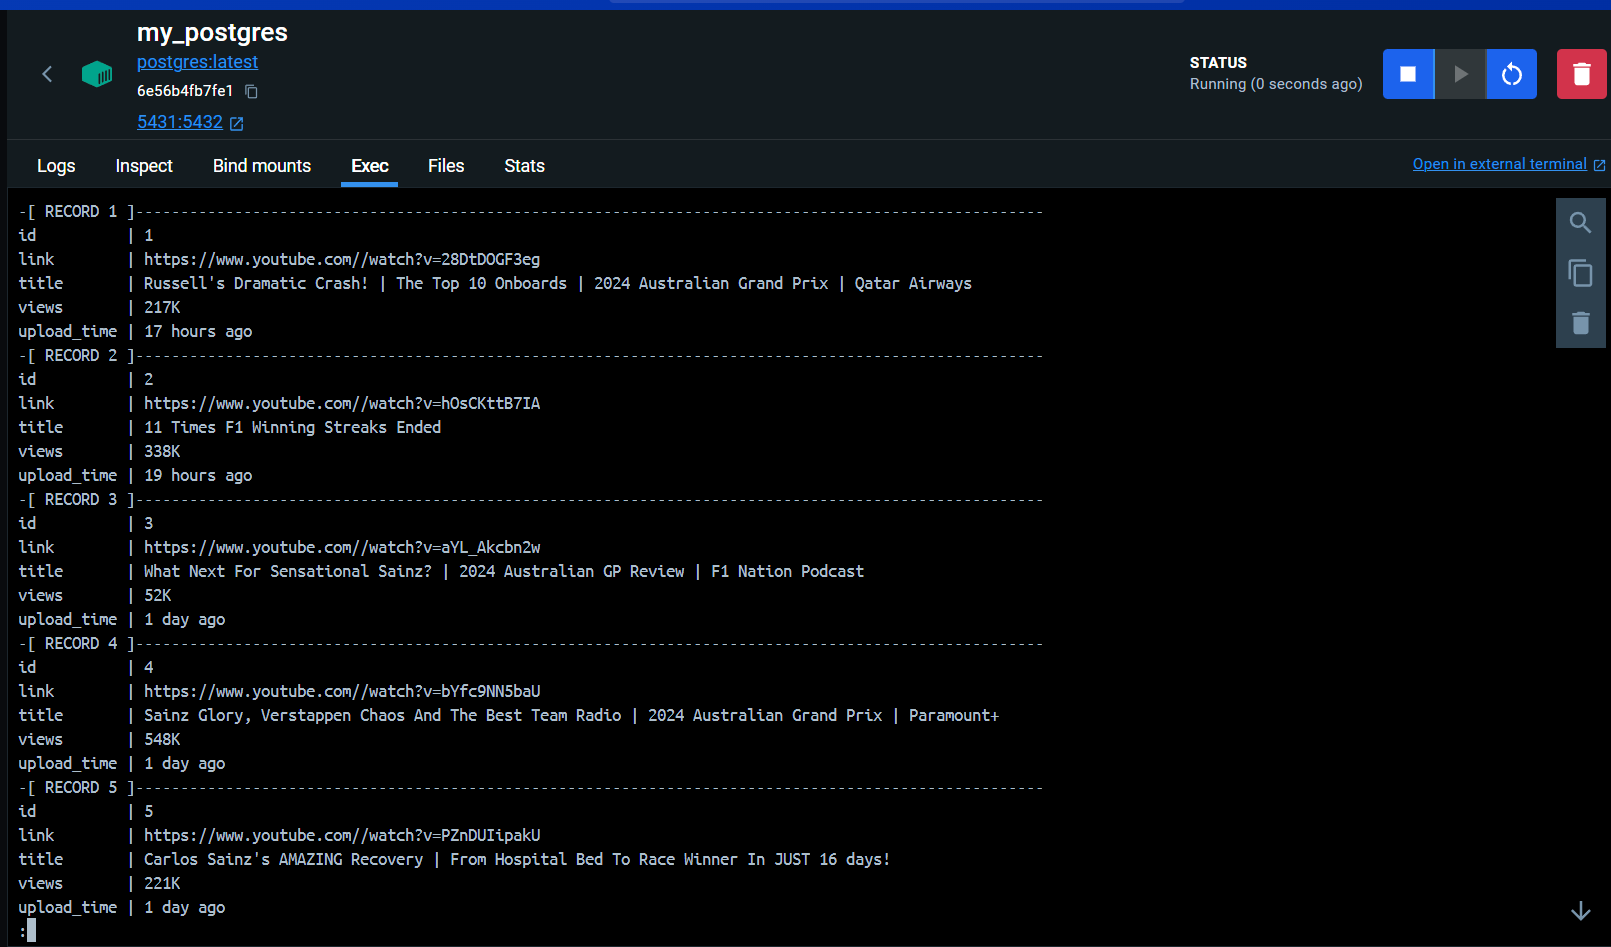 my_postgres
postgres:latest
6e56b4fb7fe1
5431:5432
STATUS
Running (0 seconds ago)
Logs Inspect Bind mounts Exec Files Stats
Open in external terminal
-[ RECORD 1 ]-----------------------------------------------------------------------------------------------------
id          | 1
link        | https://www.youtube.com//watch?v=28DtDOGF3eg
title       | Russell's Dramatic Crash! | The Top 10 Onboards | 2024 Australian Grand Prix | Qatar Airways
views       | 217K
upload_time | 17 hours ago
-[ RECORD 2 ]-----------------------------------------------------------------------------------------------------
id          | 2
link        | https://www.youtube.com//watch?v=hOsCKttB7IA
title       | 11 Times F1 Winning Streaks Ended
views       | 338K
upload_time | 19 hours ago
-[ RECORD 3 ]-----------------------------------------------------------------------------------------------------
id          | 3
link        | https://www.youtube.com//watch?v=aYL_Akcbn2w
title       | What Next For Sensational Sainz? | 2024 Australian GP Review | F1 Nation Podcast
views       | 52K
upload_time | 1 day ago
-[ RECORD 4 ]-----------------------------------------------------------------------------------------------------
id          | 4
link        | https://www.youtube.com//watch?v=bYfc9NN5baU
title       | Sainz Glory, Verstappen Chaos And The Best Team Radio | 2024 Australian Grand Prix | Paramount+
views       | 548K
upload_time | 1 day ago
-[ RECORD 5 ]-----------------------------------------------------------------------------------------------------
id          | 5
link        | https://www.youtube.com//watch?v=PZnDUIipakU
title       | Carlos Sainz's AMAZING Recovery | From Hospital Bed To Race Winner In JUST 16 days!
views       | 221K
upload_time | 1 day ago
: